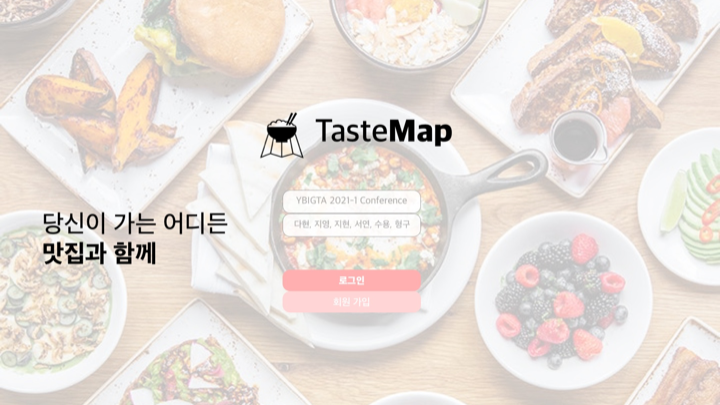 TasteMap
YBIGTA 2021-1 Conference
다현, 지영, 지현, 서연, 수용, 형구
당신이 가는 어디든
맛집과 함께
로그인
회원 가입